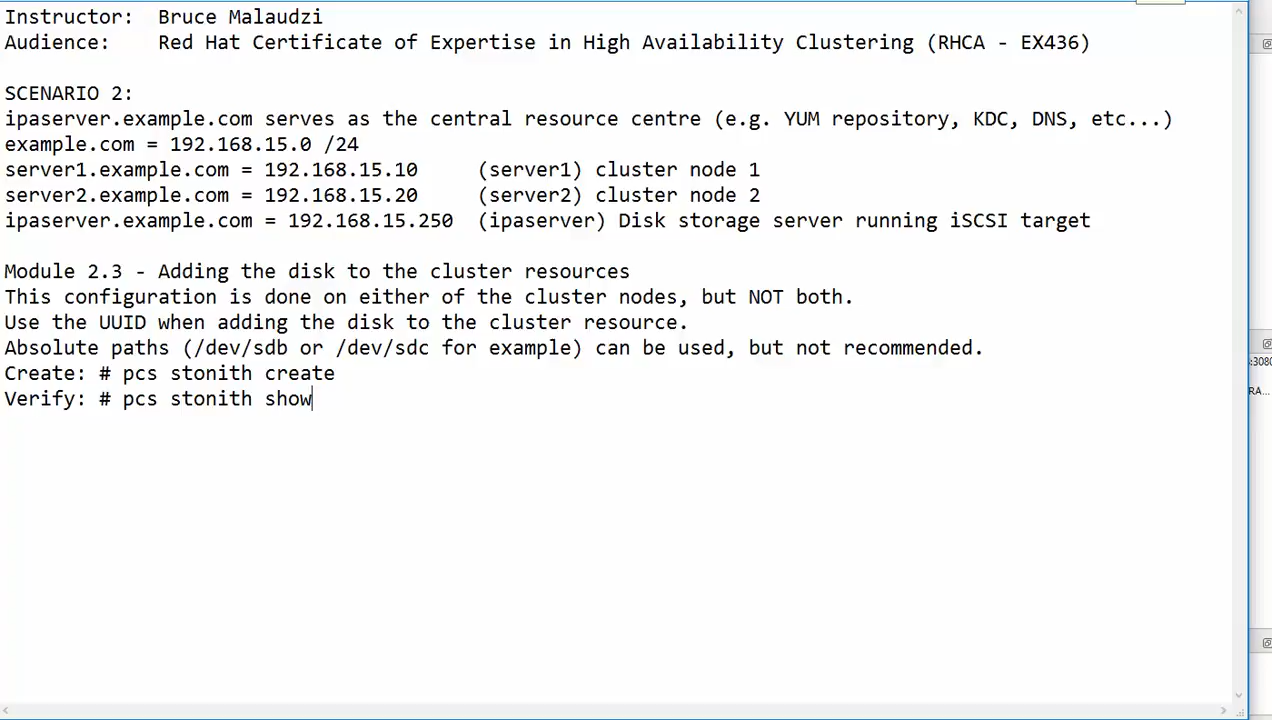 Instructor:  Bruce Malaudzi
Audience:    Red Hat Certificate of Expertise in High Availability Clustering (RHCA - EX436)
SCENARIO 2:
ipaserver.example.com serves as the central resource centre (e.g. YUM repository, KDC, DNS, etc...)
example.com = 192.168.15.0 /24
server1.example.com = 192.168.15.10     (server1) cluster node 1
server2.example.com = 192.168.15.20     (server2) cluster node 2
ipaserver.example.com = 192.168.15.250  (ipaserver) Disk storage server running iSCSI target
Module 2.3 - Adding the disk to the cluster resources
This configuration is done on either of the cluster nodes, but NOT both.
Use the UUID when adding the disk to the cluster resource.
Absolute paths (/dev/sdb or /dev/sdc for example) can be used, but not recommended.
Create: # pcs stonith create
Verify: # pcs stonith show
:3080
RA...